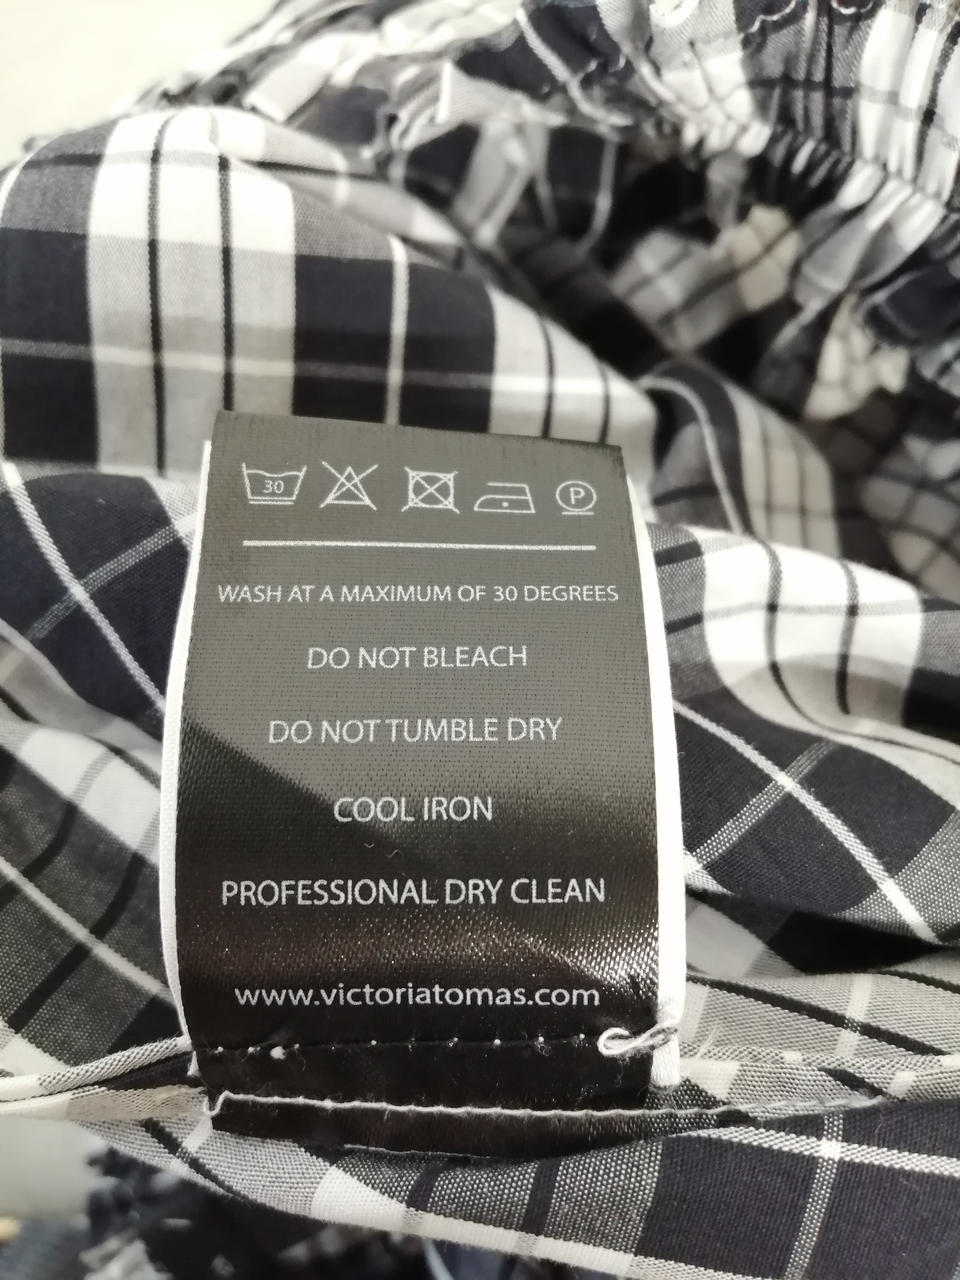 30
P
WASH AT A MAXIMUM OF 30 DEGREES
DO NOT BLEACH
DO NOT TUMBLE DRY
COOL IRON
PROFESSIONAL DRY CLEAN
www.victoriatomas.com